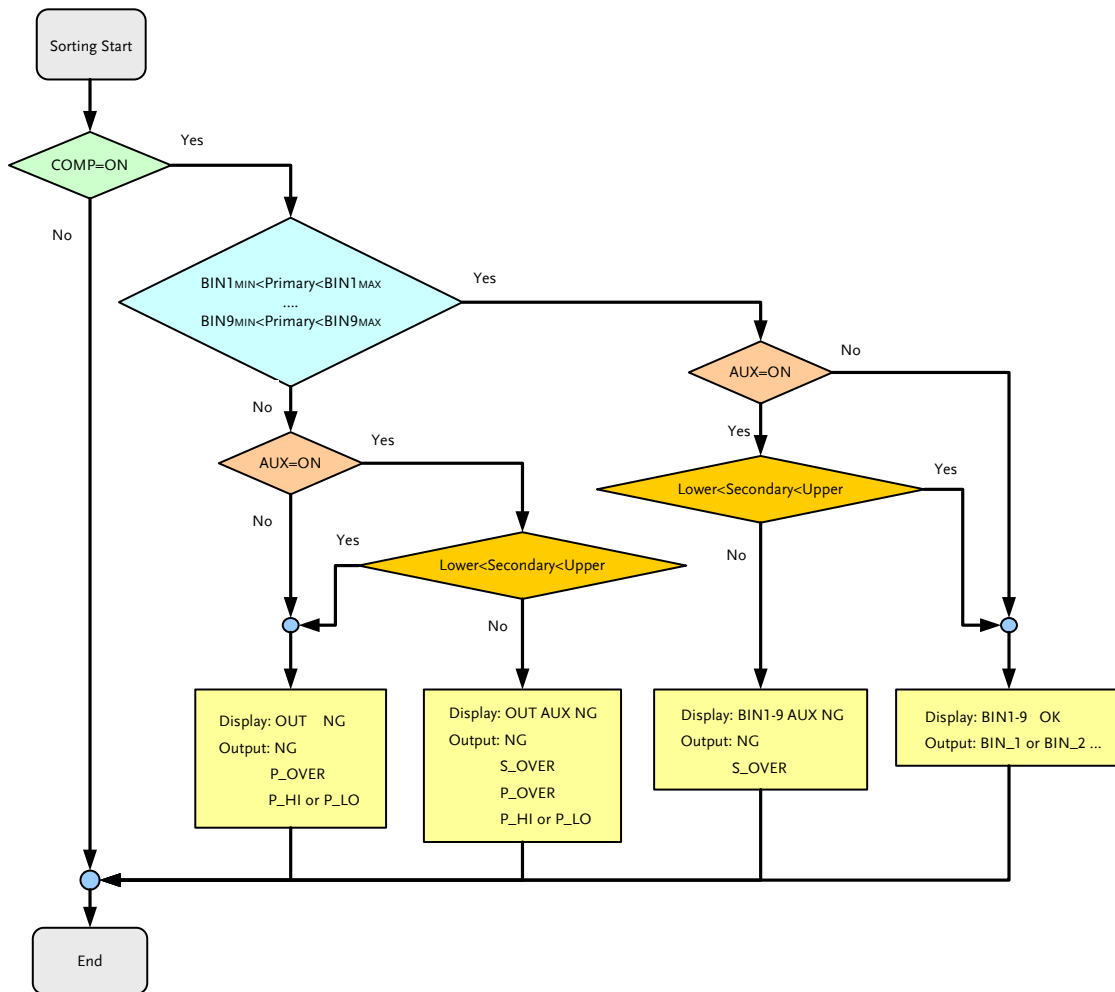 Sorting Start
Yes
COMP=ON
No
BIN1MIN<Primary<BIN1MAX
....
BIN9MIN<Primary<BIN9MAX
Yes
No
AUX=ON
No
AUX=ON
Yes
Yes
Lower<Secondary<Upper
Yes
No
Yes
Lower<Secondary<Upper
No
No
Display: OUT NG
Output: NG
P_OVER
P_HI or P_LO
Display: OUT AUX NG
Output: NG
S_OVER
P_OVER
P_HI or P_LO
Display: BIN1-9 AUX NG
Output: NG
S_OVER
Display: BIN1-9 OK
Output: BIN_1 or BIN_2 ...
End